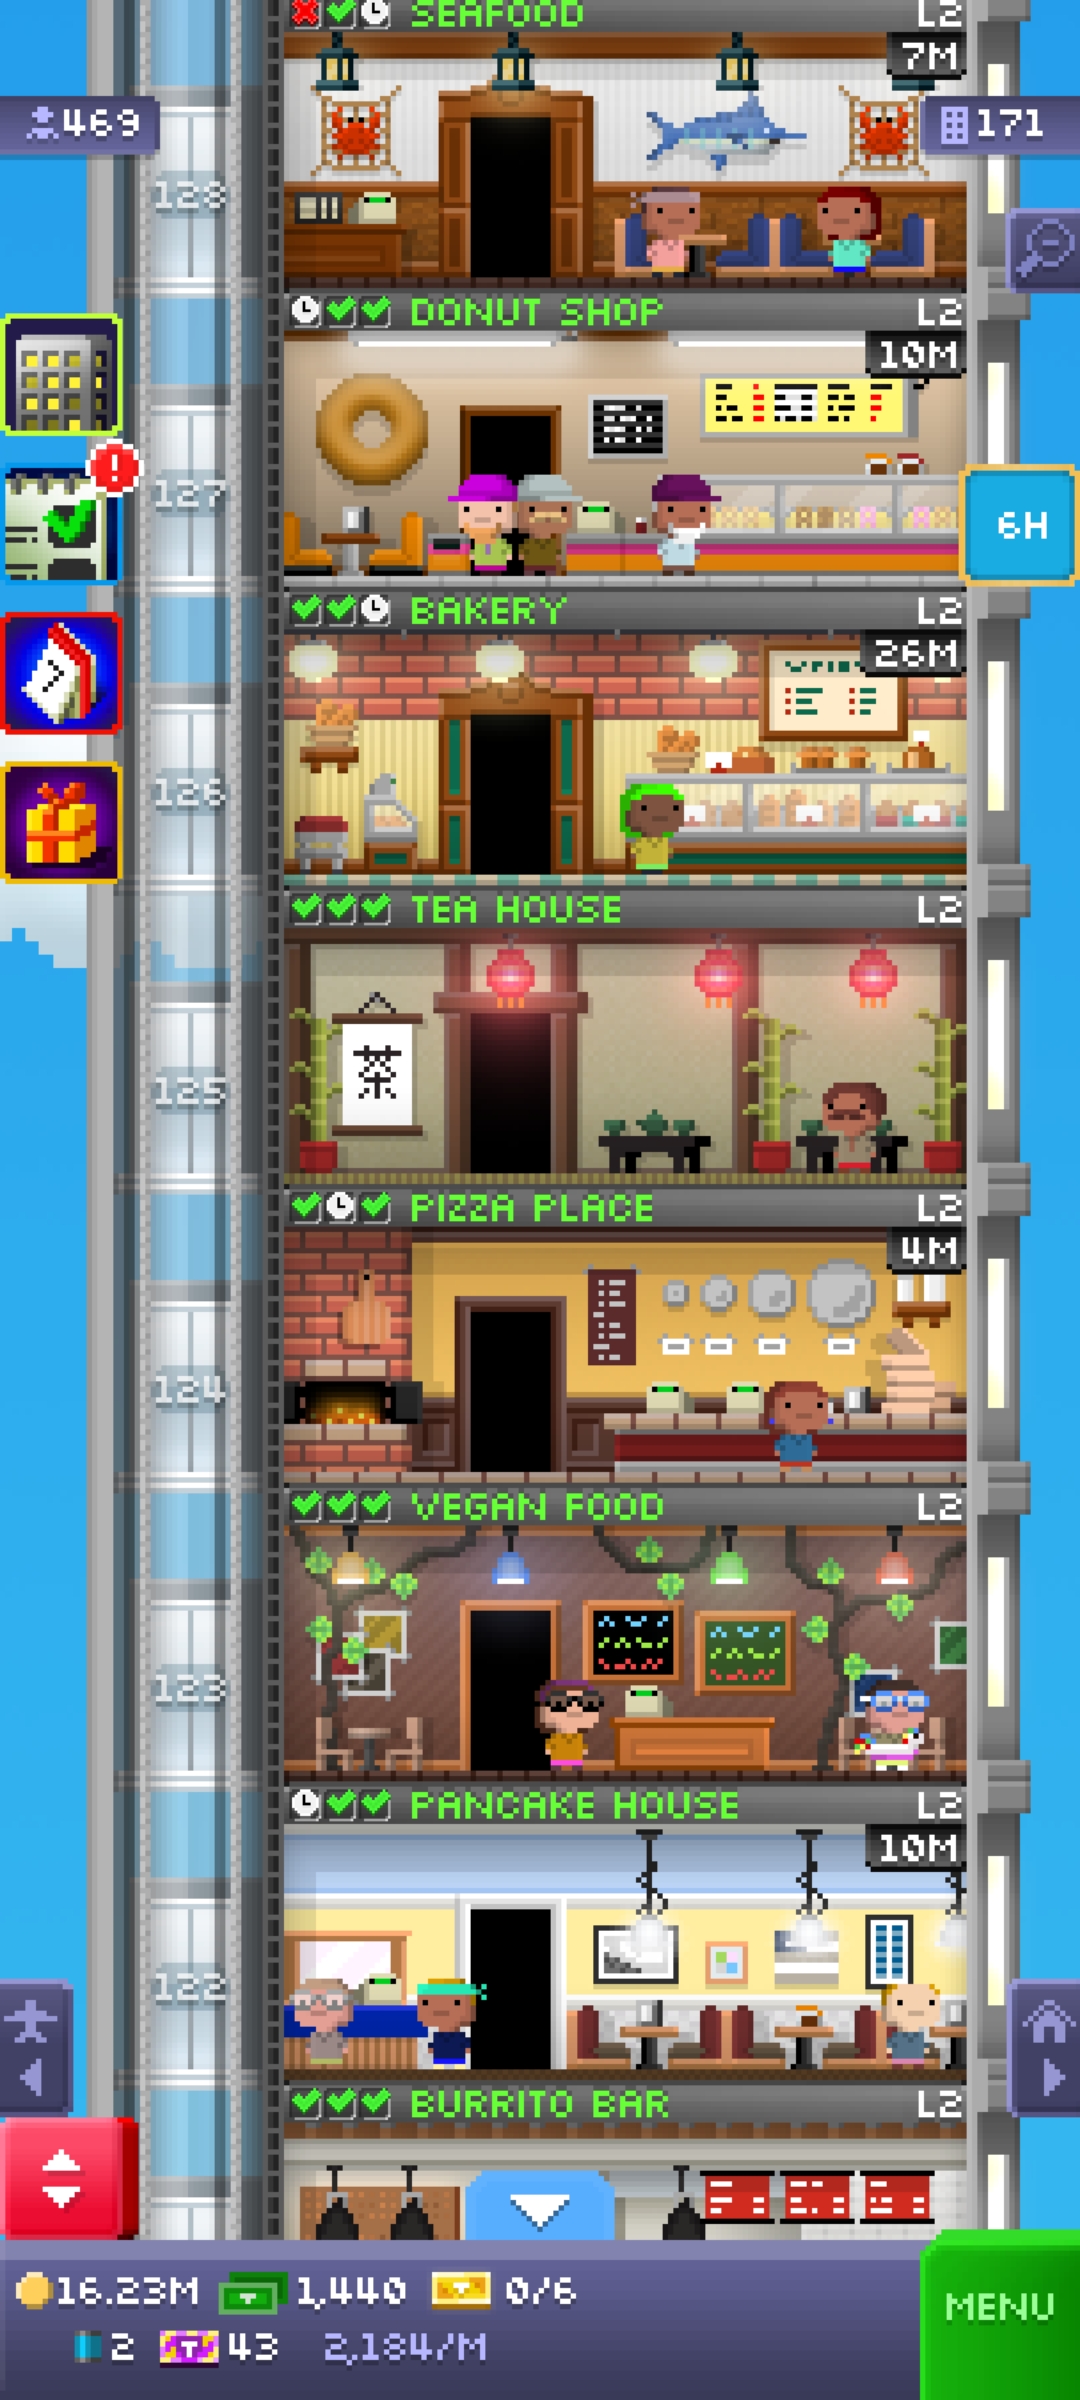 SEAFOOD L2
7M
469
171
128
DONUT SHOP L2
10M
127
6H
BAKERY L2
26M
126
TEA HOUSE L2
茶
125
PIZZA PLACE L2
4M
124
VEGAN FOOD L2
123
PANCAKE HOUSE L2
10M
122
BURRITO BAR L2
16.23M 1,440 0/6
MENU
2 43 2,184/M